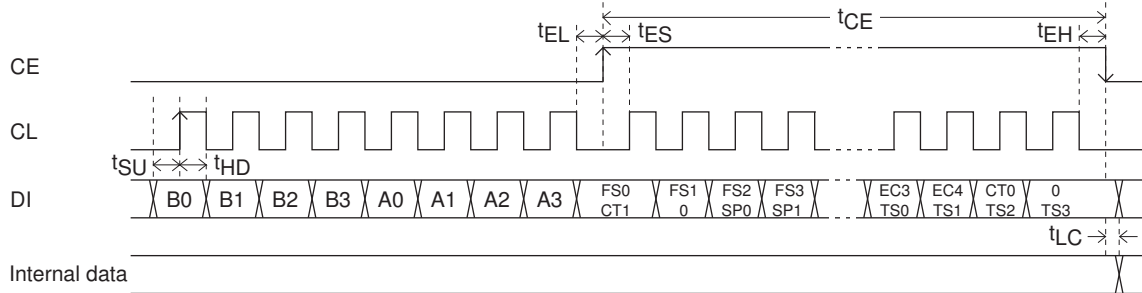 tCE
tEL tES tEH
CE
CL
tSU tHD
DI B0 B1 B2 B3 A0 A1 A2 A3 FS0 FS1 FS2 FS3 EC3 EC4 CT0 0
CT1 0 SP0 SP1 TS0 TS1 TS2 TS3
tLC
Internal data